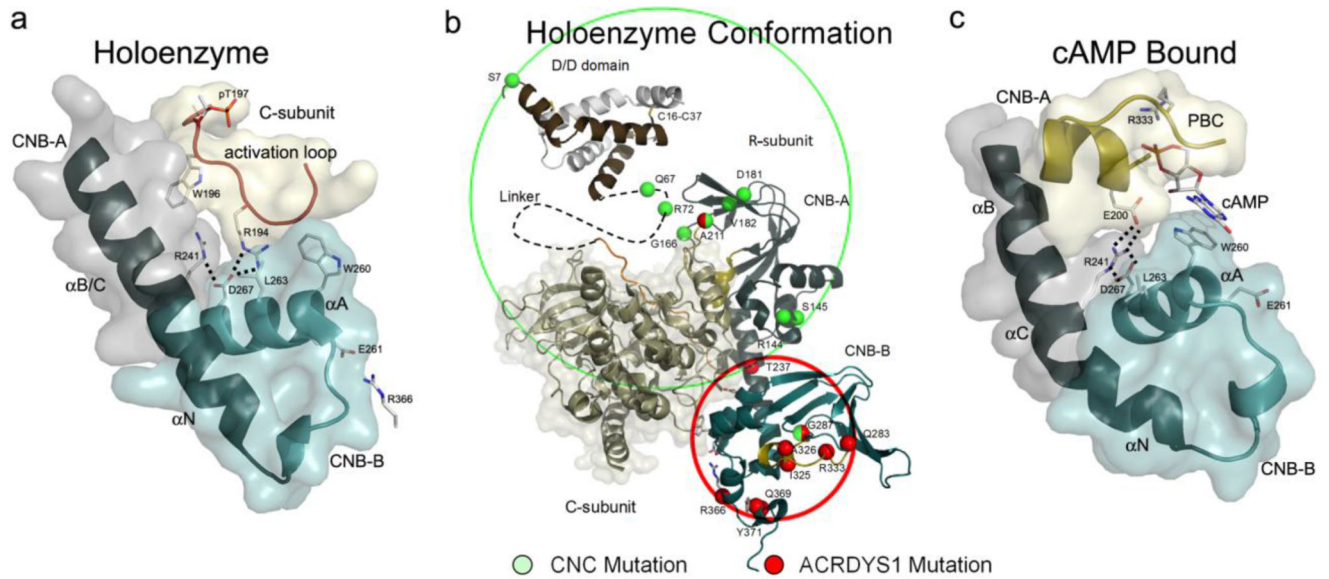 a
Holoenzyme
pT197
C-subunit
CNB-A
activation loop
W196
R194
R241
W260
αB/C
D267
L263
αA
E261
R366
αN
CNB-B
b
Holoenzyme Conformation
D/D domain
S7
C16-C37
R-subunit
Q67
D181
Linker
R72
CNB-A
V182
G166
A211
S145
R144
CNB-B
T237
G287
Q283
A326
R333
I325
Q369
R366
C-subunit
Y371
CNC Mutation
ACRDYS1 Mutation
c
cAMP Bound
CNB-A
R333
PBC
αB
E200
cAMP
R241
W260
D267
L263
αA
E261
αC
αN
CNB-B